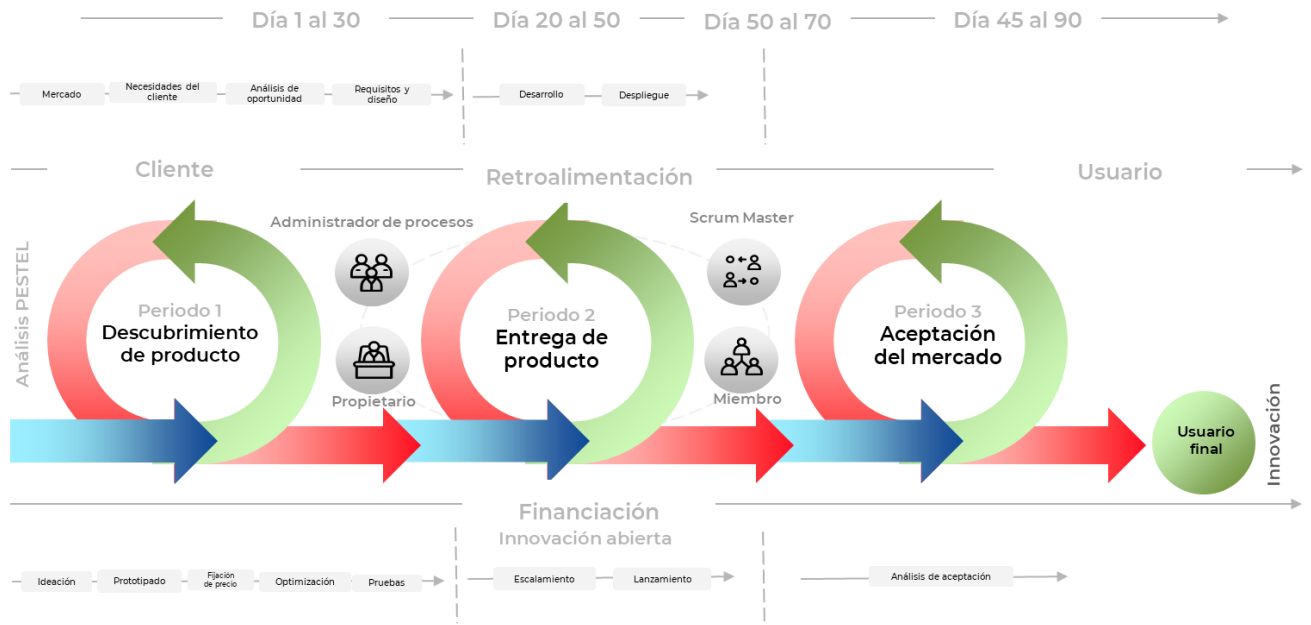 Día 1 al 30
Día 20 al 50
Día 50 al 70
Día 45 al 90
Mercado
Necesidades del
cliente
Análisis de
oportunidad
Requisitos y
diseño
Desarrollo
Despliegue
Cliente
Retroalimentación
Usuario
Análisis PESTEL
Administrador de procesos
Scrum Master
Periodo 1
Descubrimiento
de producto
Periodo 2
Entrega de
producto
Periodo 3
Aceptación
del mercado
Propietario
Miembro
Usuario
final
Innovación
Financiación
Innovación abierta
Ideación
Prototipado
Fijación
de precio
Optimización
Pruebas
Escalamiento
Lanzamiento
Análisis de aceptación